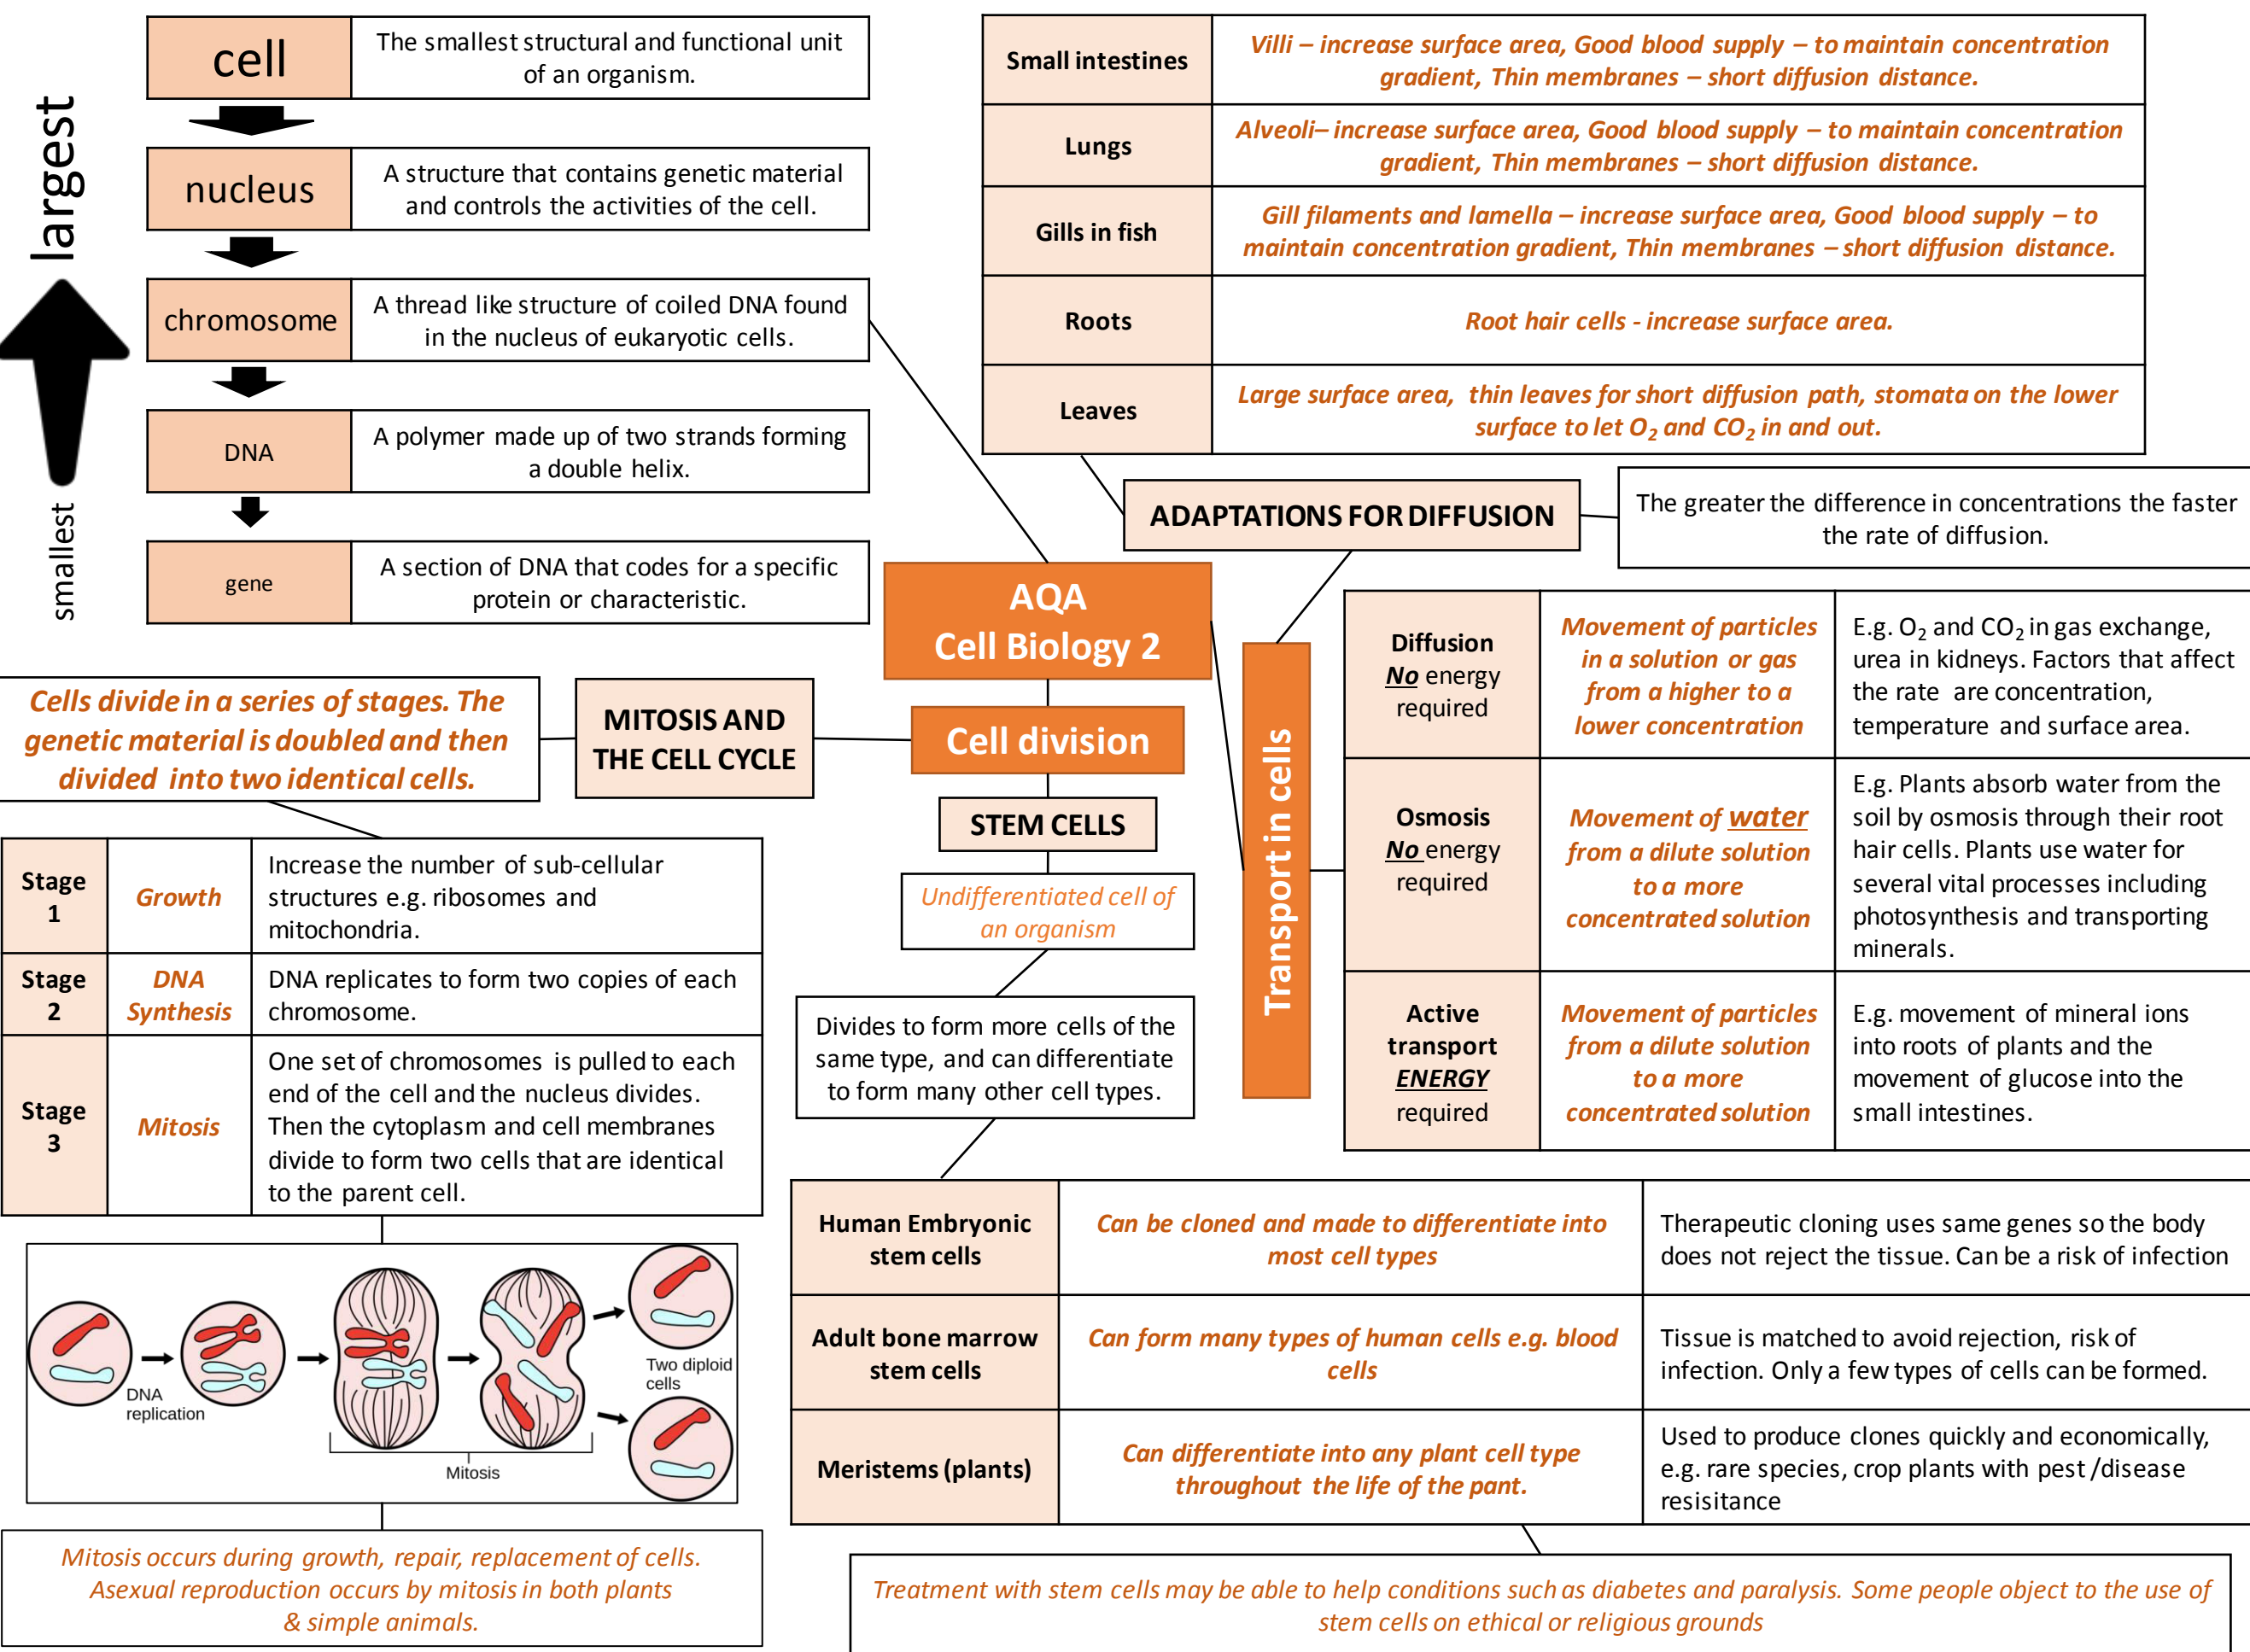 largest
smallest
cell
The smallest structural and functional unit
of an organism.
nucleus
A structure that contains genetic material
and controls the activities of the cell.
chromosome
A thread like structure of coiled DNA found
in the nucleus of eukaryotic cells.
DNA
A polymer made up of two strands forming
a double helix.
gene
A section of DNA that codes for a specific
protein or characteristic.
Small intestines
Villi – increase surface area, Good blood supply – to maintain concentration
gradient, Thin membranes – short diffusion distance.
Lungs
Alveoli– increase surface area, Good blood supply – to maintain concentration
gradient, Thin membranes – short diffusion distance.
Gills in fish
Gill filaments and lamella – increase surface area, Good blood supply – to
maintain concentration gradient, Thin membranes – short diffusion distance.
Roots
Root hair cells - increase surface area.
Leaves
Large surface area, thin leaves for short diffusion path, stomata on the lower
surface to let O₂ and CO₂ in and out.
ADAPTATIONS FOR DIFFUSION
The greater the difference in concentrations the faster
the rate of diffusion.
AQA
Cell Biology 2
Cell division
Transport in cells
Diffusion
No energy
required
Movement of particles
in a solution or gas
from a higher to a
lower concentration
E.g. O₂ and CO₂ in gas exchange,
urea in kidneys. Factors that affect
the rate are concentration,
temperature and surface area.
Osmosis
No energy
required
Movement of water
from a dilute solution
to a more
concentrated solution
E.g. Plants absorb water from the
soil by osmosis through their root
hair cells. Plants use water for
several vital processes including
photosynthesis and transporting
minerals.
Active
transport
ENERGY
required
Movement of particles
from a dilute solution
to a more
concentrated solution
E.g. movement of mineral ions
into roots of plants and the
movement of glucose into the
small intestines.
MITOSIS AND
THE CELL CYCLE
Cells divide in a series of stages. The
genetic material is doubled and then
divided into two identical cells.
Stage
1
Growth
Increase the number of sub-cellular
structures e.g. ribosomes and
mitochondria.
Stage
2
DNA
Synthesis
DNA replicates to form two copies of each
chromosome.
Stage
3
Mitosis
One set of chromosomes is pulled to each
end of the cell and the nucleus divides.
Then the cytoplasm and cell membranes
divide to form two cells that are identical
to the parent cell.
DNA
replication
Mitosis
Two diploid
cells
Mitosis occurs during growth, repair, replacement of cells.
Asexual reproduction occurs by mitosis in both plants
& simple animals.
STEM CELLS
Undifferentiated cell of
an organism
Divides to form more cells of the
same type, and can differentiate
to form many other cell types.
Human Embryonic
stem cells
Can be cloned and made to differentiate into
most cell types
Therapeutic cloning uses same genes so the body
does not reject the tissue. Can be a risk of infection
Adult bone marrow
stem cells
Can form many types of human cells e.g. blood
cells
Tissue is matched to avoid rejection, risk of
infection. Only a few types of cells can be formed.
Meristems (plants)
Can differentiate into any plant cell type
throughout the life of the pant.
Used to produce clones quickly and economically,
e.g. rare species, crop plants with pest /disease
resisitance
Treatment with stem cells may be able to help conditions such as diabetes and paralysis. Some people object to the use of
stem cells on ethical or religious grounds